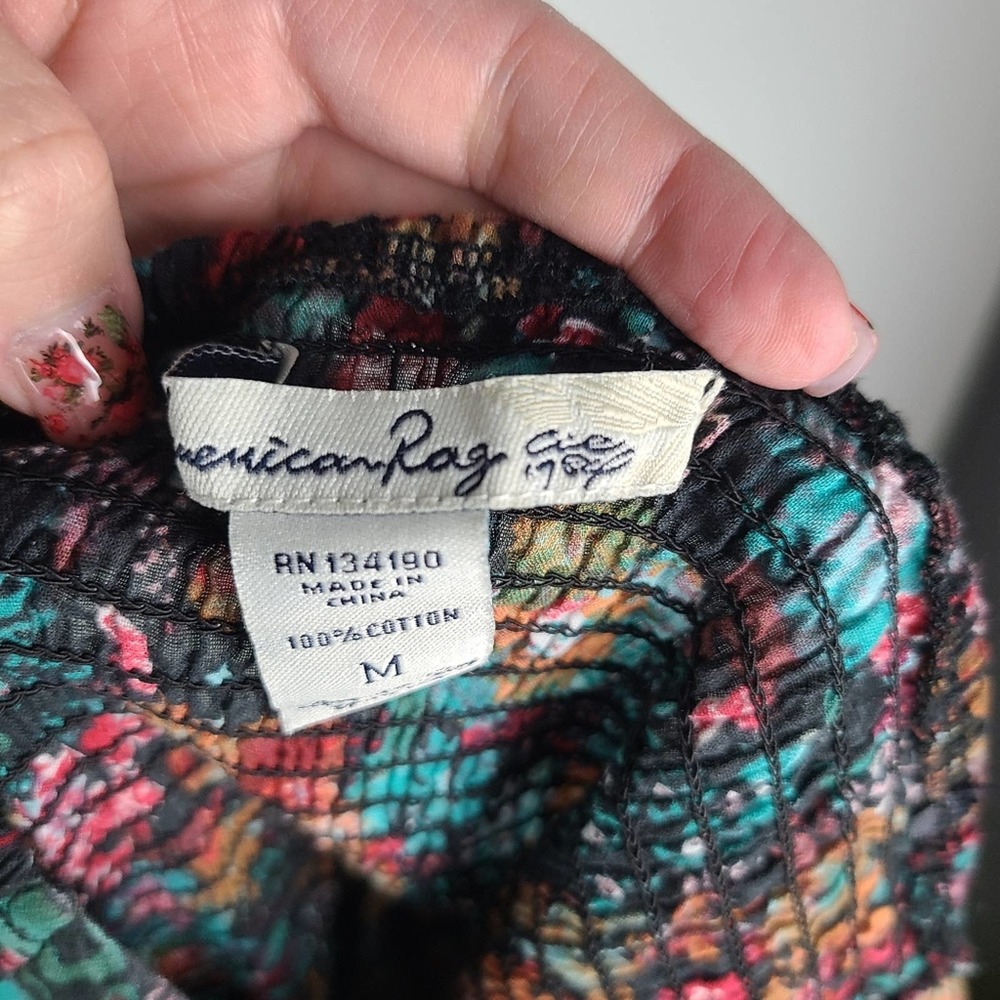 mericanRag Cie
1984
RN 134190
MADE IN
CHINA
100% COTTON
M